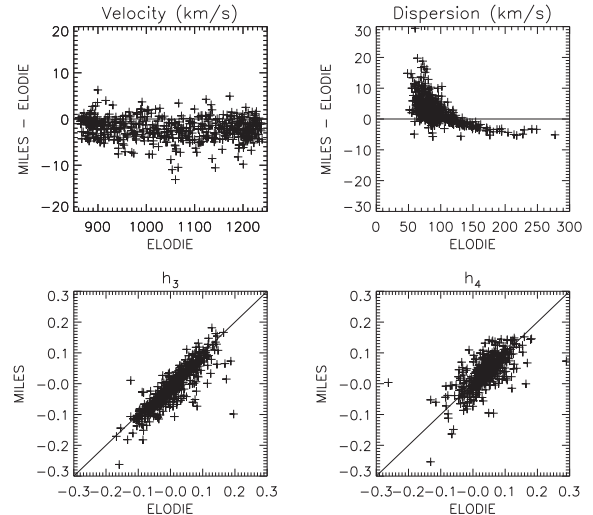 Velocity (km/s)
20
10
0
−10
−20
MILES − ELODIE
900 1000 1100 1200
ELODIE
Dispersion (km/s)
30
20
10
0
−10
−20
−30
MILES − ELODIE
0 50 100 150 200 250 300
ELODIE
h3
0.3
0.2
0.1
−0.0
−0.1
−0.2
−0.3
MILES
−0.3−0.2−0.1−0.0 0.1 0.2 0.3
ELODIE
h4
0.3
0.2
0.1
−0.0
−0.1
−0.2
−0.3
MILES
−0.3−0.2−0.1−0.0 0.1 0.2 0.3
ELODIE